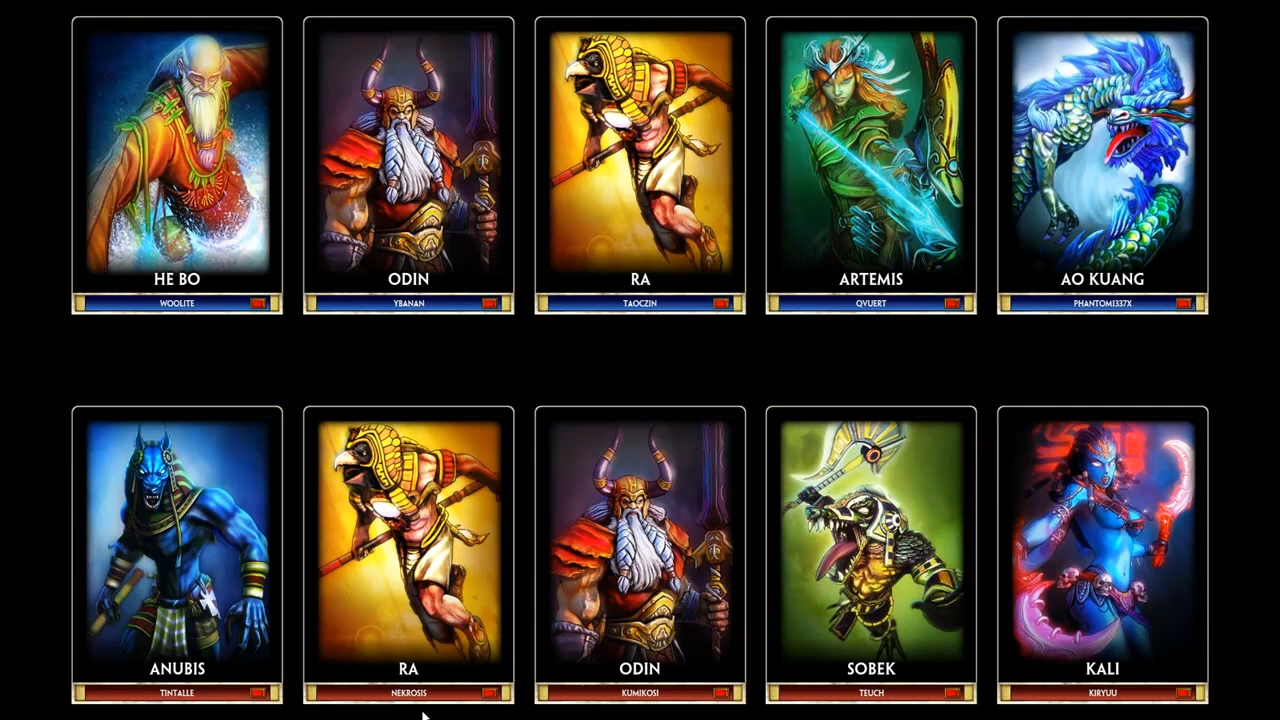 HE BO
WOOLITE
ODIN
YBANAN
RA
TAOCZIN
ARTEMIS
QVUERT
AO KUANG
PHANTOM1337X
ANUBIS
TINTALLE
RA
NEKROSIS
ODIN
KUMIKOSI
SOBEK
TEUCH
KALI
KIRYUU